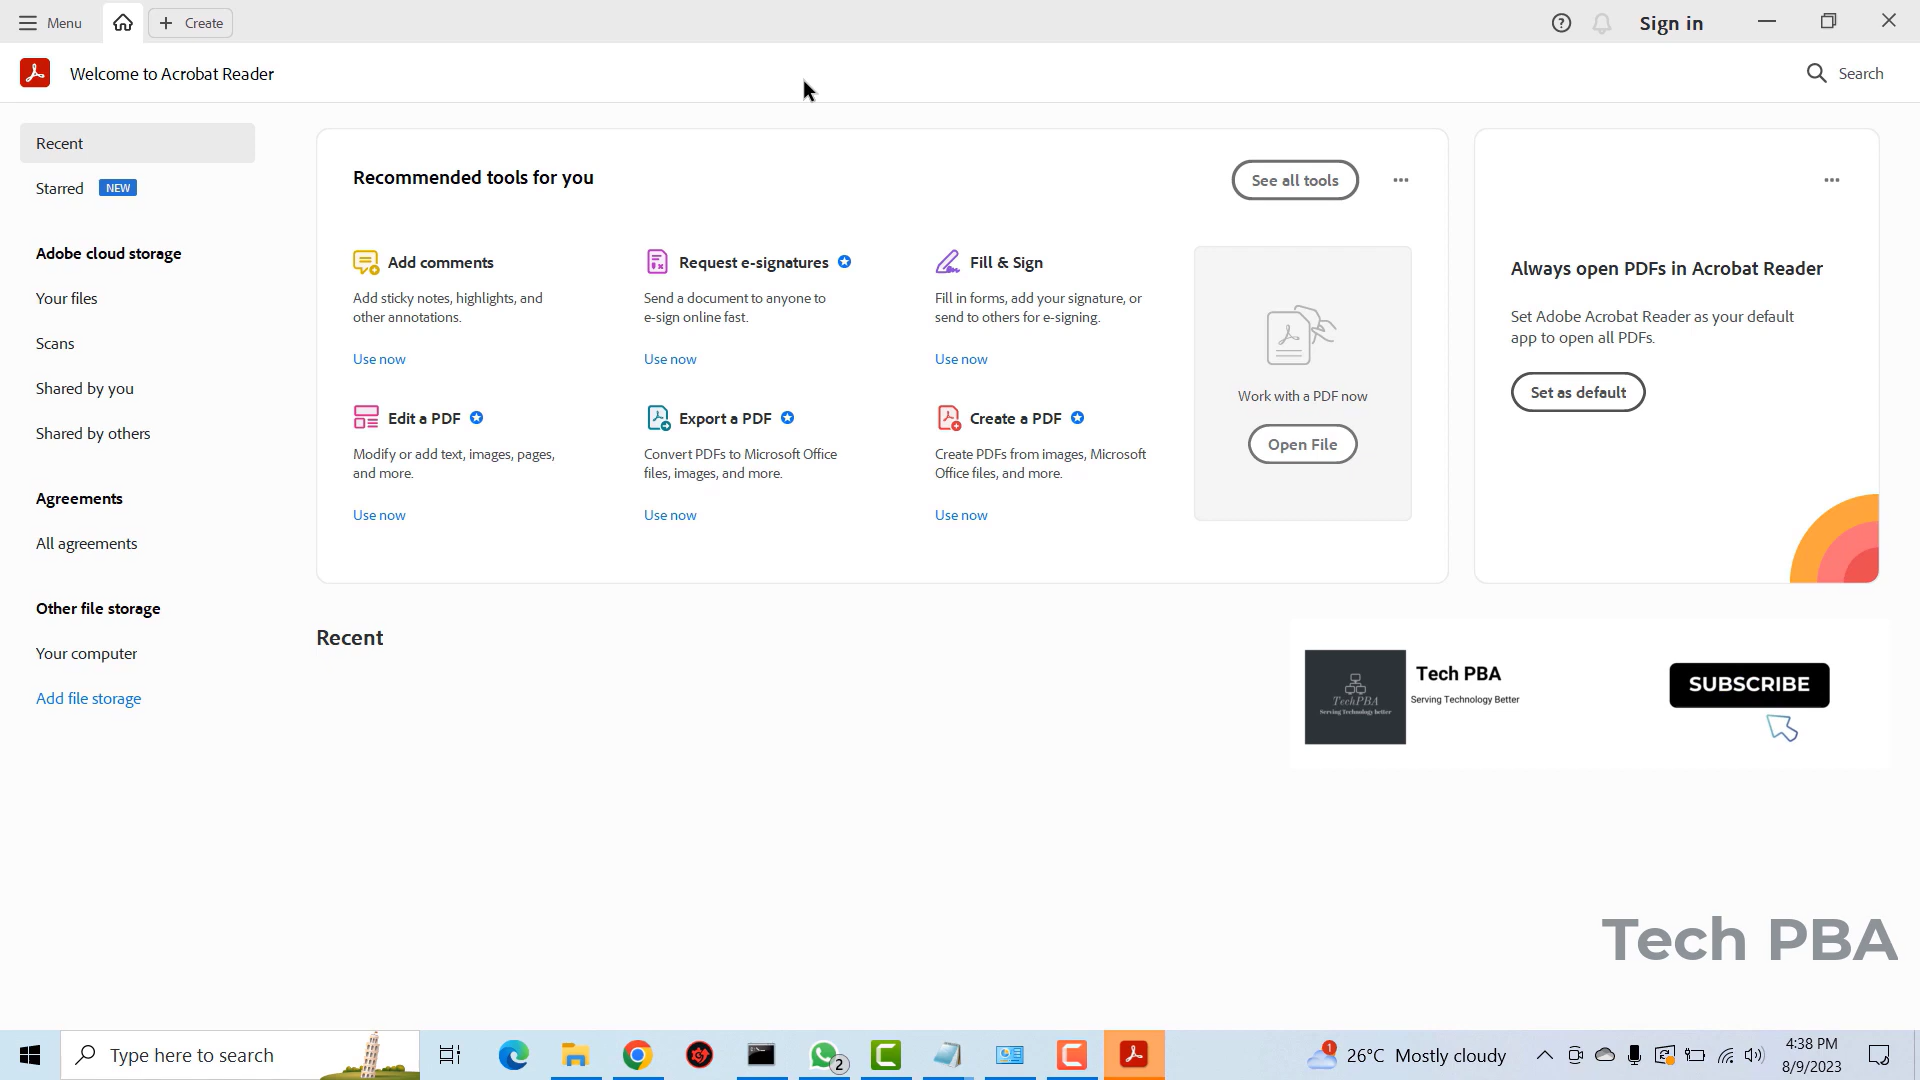 Menu
Create
Sign in
Welcome to Acrobat Reader
Search
Recent
Starred NEW
Adobe cloud storage
Your files
Scans
Shared by you
Shared by others
Agreements
All agreements
Other file storage
Your computer
Add file storage
Recommended tools for you
See all tools
Add comments
Add sticky notes, highlights, and
other annotations.
Use now
Request e-signatures
Send a document to anyone to
e-sign online fast.
Use now
Fill & Sign
Fill in forms, add your signature, or
send to others for e-signing.
Use now
Edit a PDF
Modify or add text, images, pages,
and more.
Use now
Export a PDF
Convert PDFs to Microsoft Office
files, images, and more.
Use now
Create a PDF
Create PDFs from images, Microsoft
Office files, and more.
Use now
Work with a PDF now
Open File
Always open PDFs in Acrobat Reader
Set Adobe Acrobat Reader as your default
app to open all PDFs.
Set as default
Recent
TechPBA
Serving Technology better
Tech PBA
Serving Technology Better
SUBSCRIBE
Tech PBA
Type here to search
2
1
26°C Mostly cloudy
4:38 PM
8/9/2023